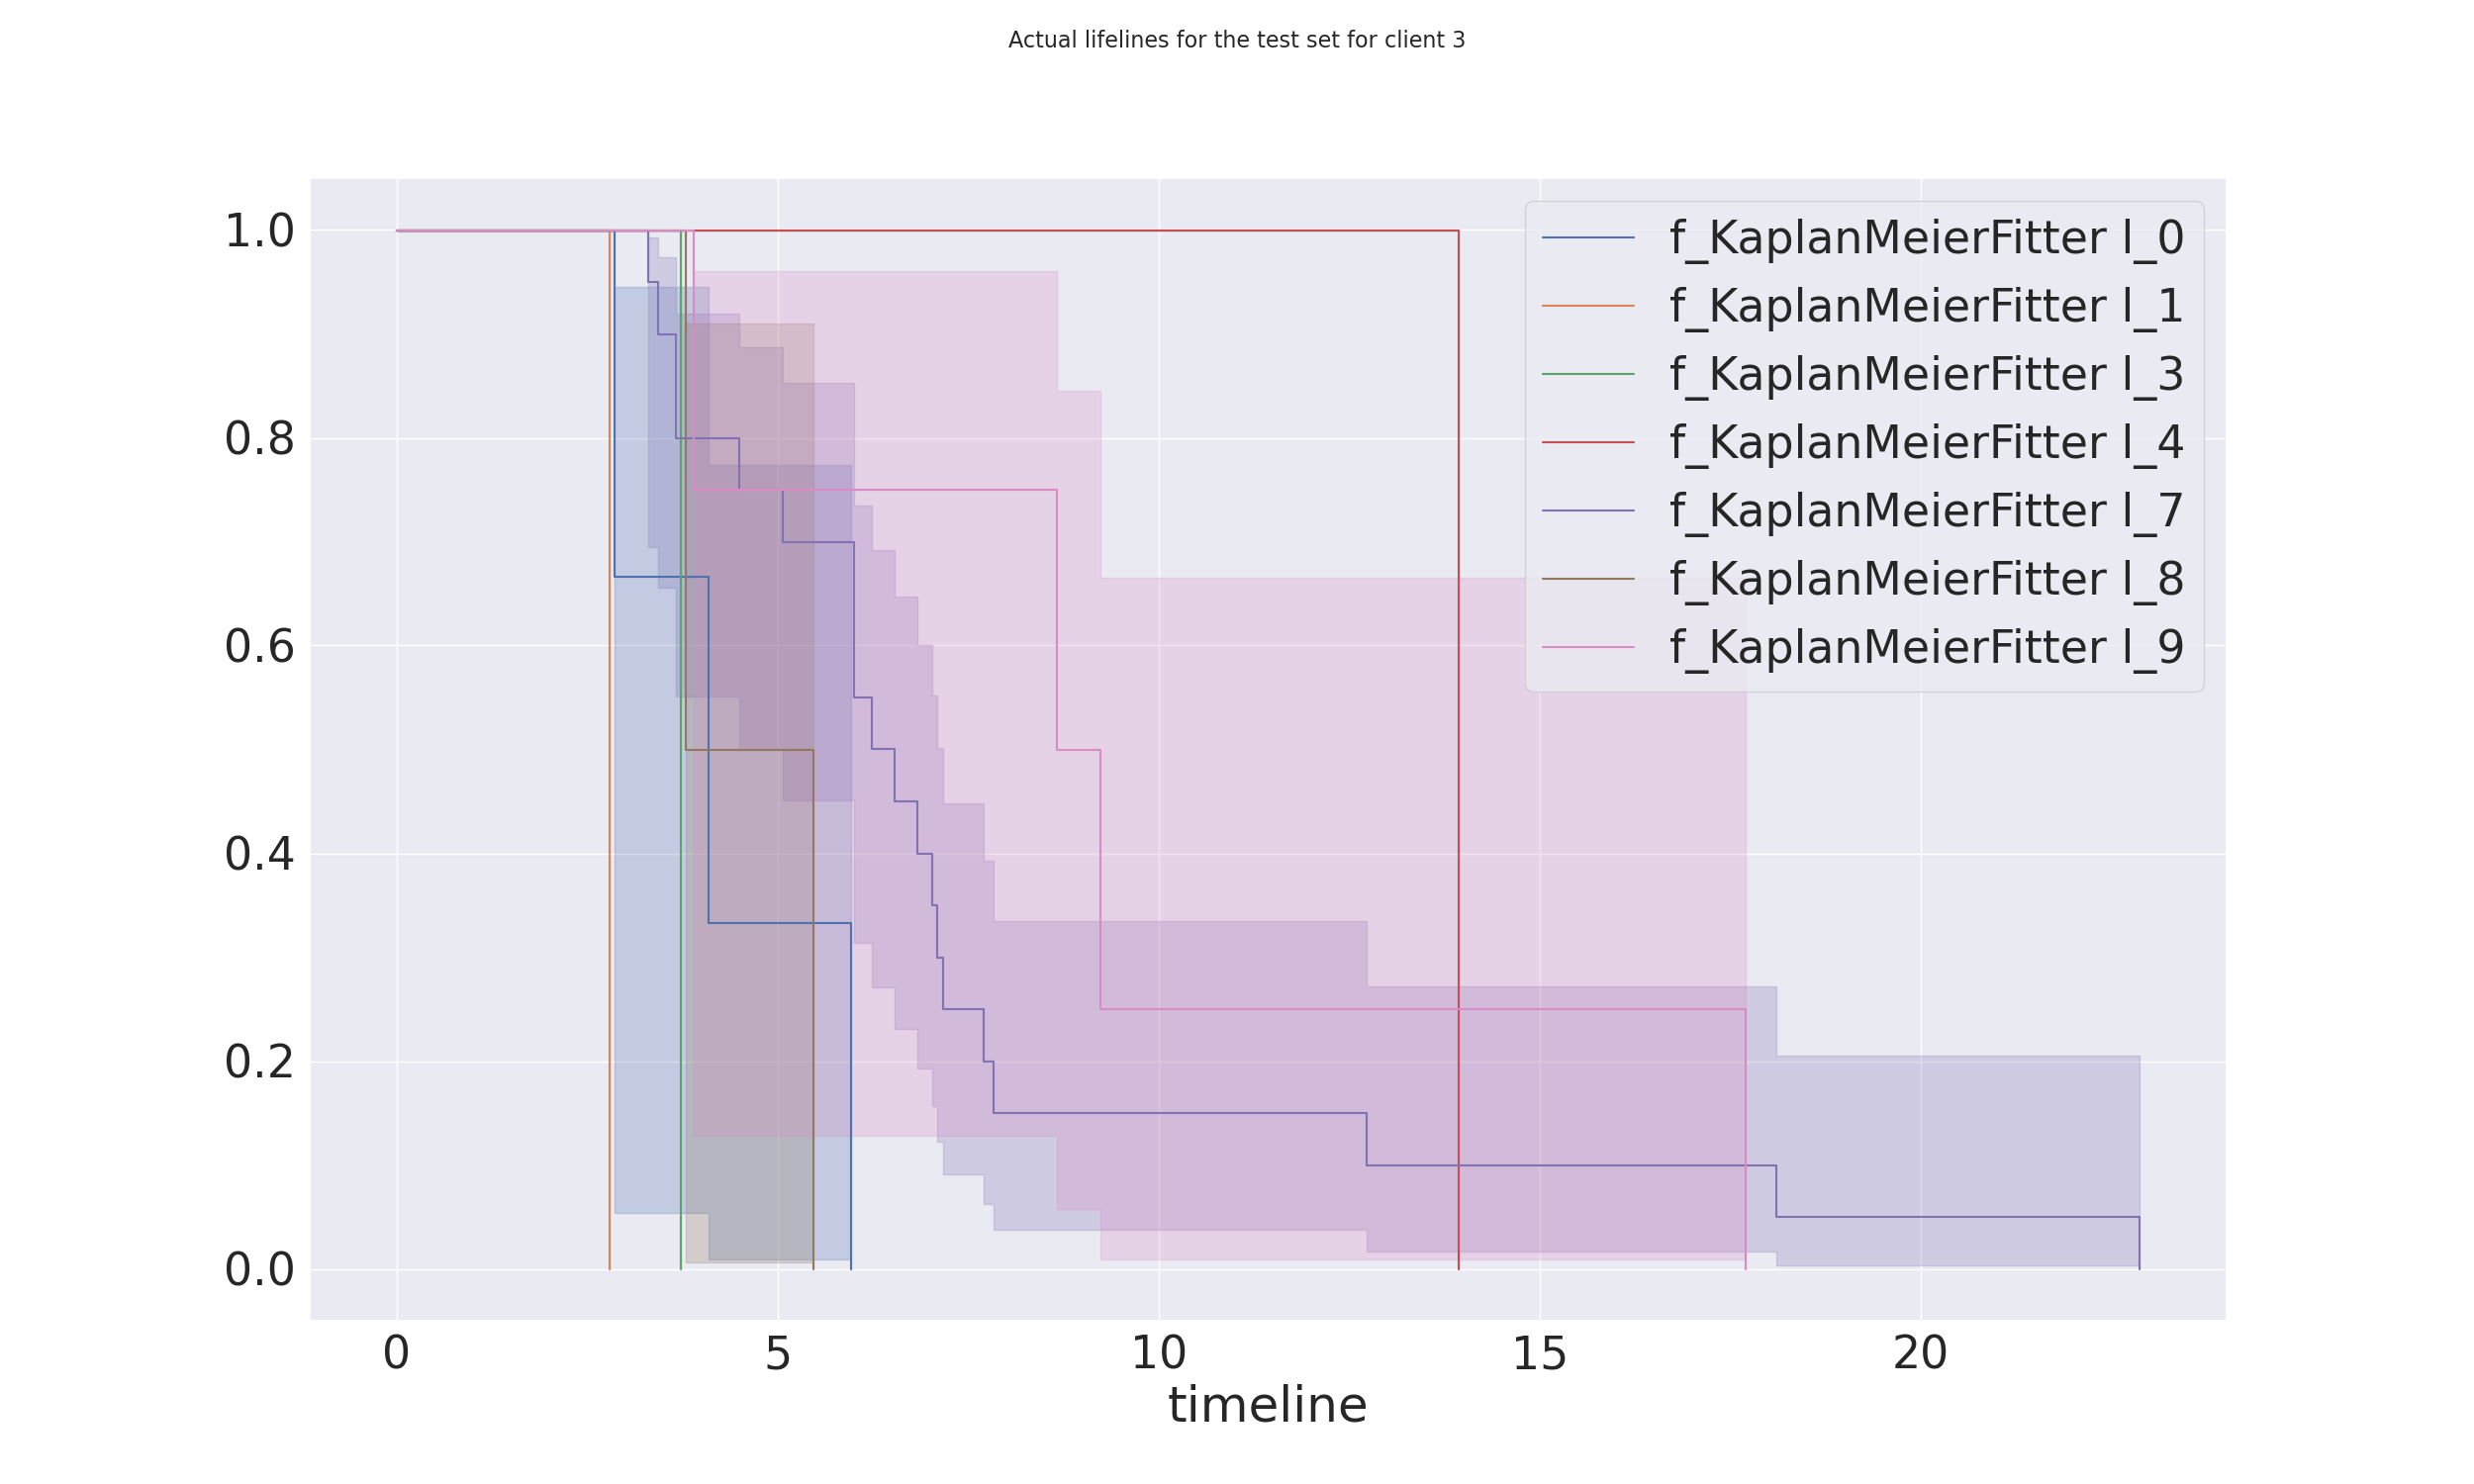 Actual lifelines for the test set for client 3
1.0
0.8
0.6
0.4
0.2
0.0
f_KaplanMeierFitter l_0
f_KaplanMeierFitter l_1
f_KaplanMeierFitter l_3
f_KaplanMeierFitter l_4
f_KaplanMeierFitter l_7
f_KaplanMeierFitter l_8
f_KaplanMeierFitter l_9
0 5 10 15 20
timeline